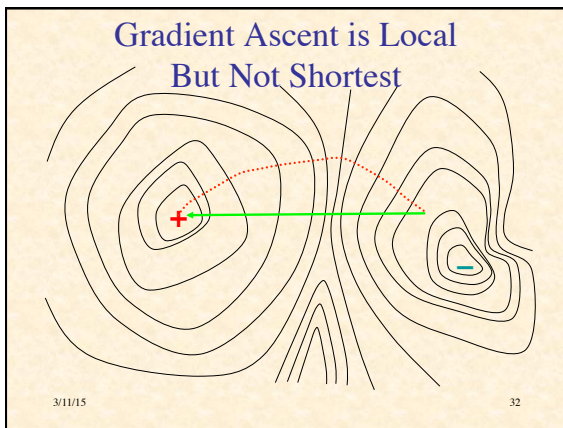 Gradient Ascent is Local
But Not Shortest
+
−
3/11/15
32